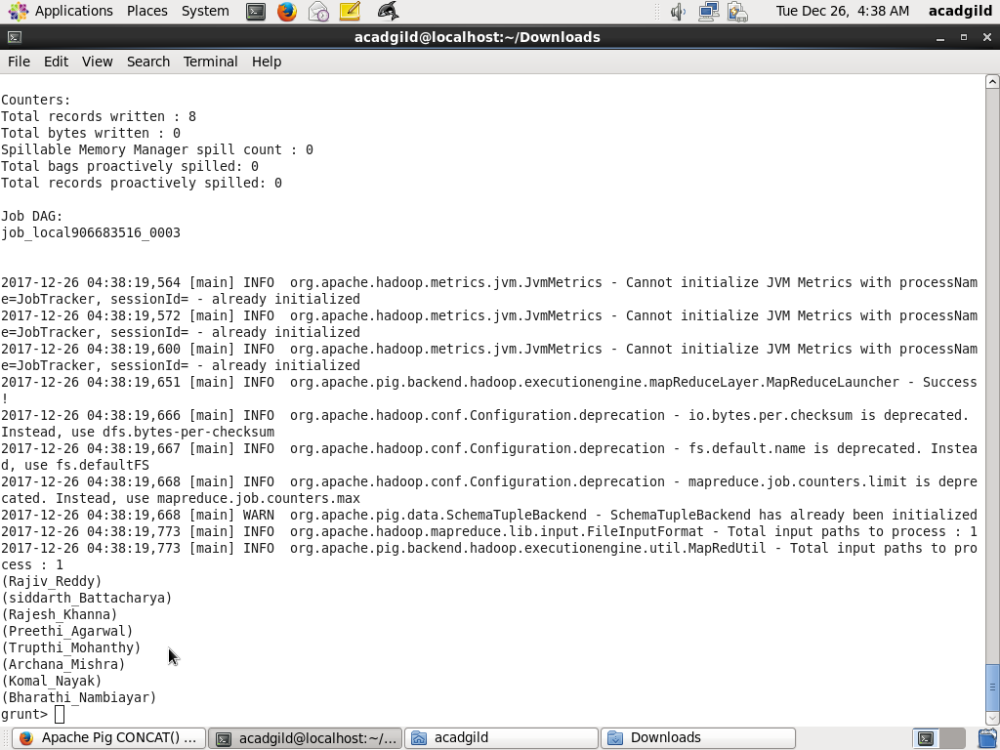 Applications Places System Tue Dec 26, 4:38 AM acadgild
acadgild@localhost:~/Downloads
File Edit View Search Terminal Help
Counters:
Total records written : 8
Total bytes written : 0
Spillable Memory Manager spill count : 0
Total bags proactively spilled: 0
Total records proactively spilled: 0
Job DAG:
job_local906683516_0003
2017-12-26 04:38:19,564 [main] INFO  org.apache.hadoop.metrics.jvm.JvmMetrics - Cannot initialize JVM Metrics with processNam
e=JobTracker, sessionId= - already initialized
2017-12-26 04:38:19,572 [main] INFO  org.apache.hadoop.metrics.jvm.JvmMetrics - Cannot initialize JVM Metrics with processNam
e=JobTracker, sessionId= - already initialized
2017-12-26 04:38:19,600 [main] INFO  org.apache.hadoop.metrics.jvm.JvmMetrics - Cannot initialize JVM Metrics with processNam
e=JobTracker, sessionId= - already initialized
2017-12-26 04:38:19,651 [main] INFO  org.apache.pig.backend.hadoop.executionengine.mapReduceLayer.MapReduceLauncher - Success
!
2017-12-26 04:38:19,666 [main] INFO  org.apache.hadoop.conf.Configuration.deprecation - io.bytes.per.checksum is deprecated.
Instead, use dfs.bytes-per-checksum
2017-12-26 04:38:19,667 [main] INFO  org.apache.hadoop.conf.Configuration.deprecation - fs.default.name is deprecated. Instea
d, use fs.defaultFS
2017-12-26 04:38:19,668 [main] INFO  org.apache.hadoop.conf.Configuration.deprecation - mapreduce.job.counters.limit is depre
cated. Instead, use mapreduce.job.counters.max
2017-12-26 04:38:19,668 [main] WARN  org.apache.pig.data.SchemaTupleBackend - SchemaTupleBackend has already been initialized
2017-12-26 04:38:19,773 [main] INFO  org.apache.hadoop.mapreduce.lib.input.FileInputFormat - Total input paths to process : 1
2017-12-26 04:38:19,773 [main] INFO  org.apache.pig.backend.hadoop.executionengine.util.MapRedUtil - Total input paths to pro
cess : 1
(Rajiv_Reddy)
(siddarth_Battacharya)
(Rajesh_Khanna)
(Preethi_Agarwal)
(Trupthi_Mohanthy)
(Archana_Mishra)
(Komal_Nayak)
(Bharathi_Nambiayar)
grunt>
Apache Pig CONCAT() ... acadgild@localhost:~/... acadgild Downloads